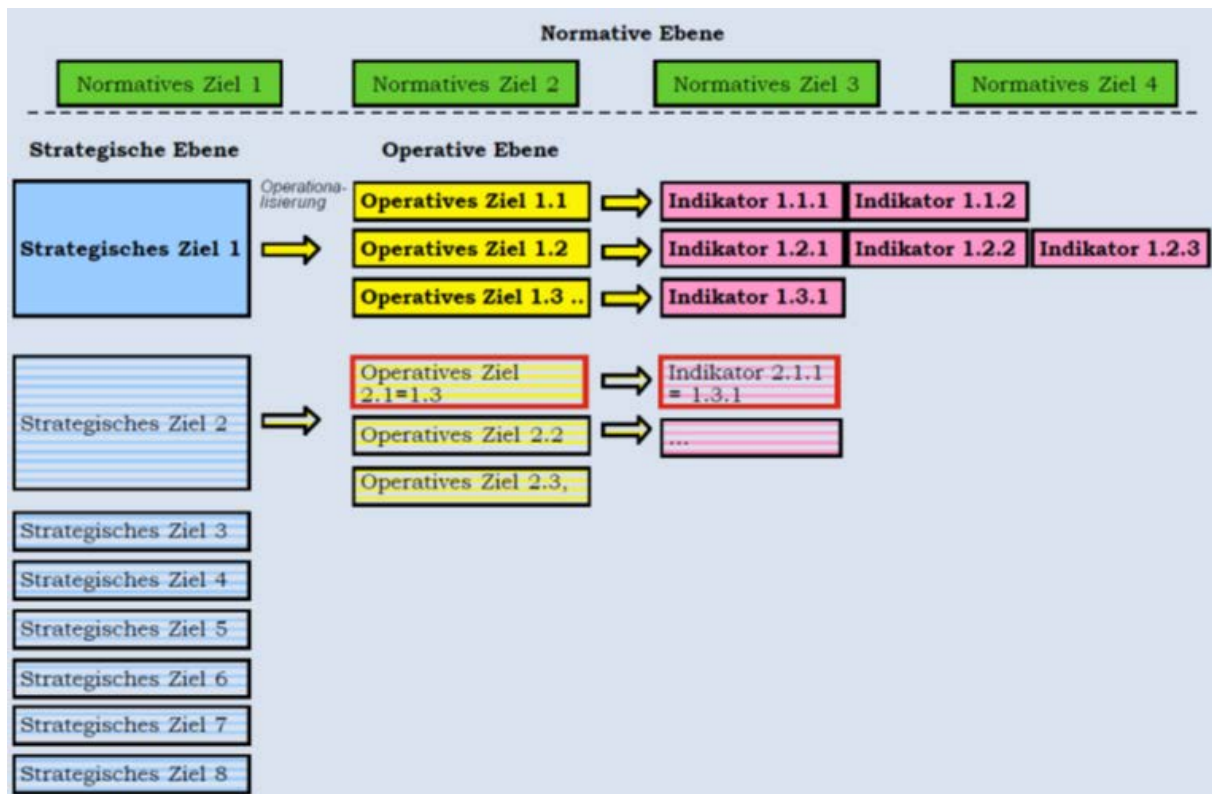 Normative Ebene
Normatives Ziel 1
Normatives Ziel 2
Normatives Ziel 3
Normatives Ziel 4
Strategische Ebene
Operative Ebene
Strategisches Ziel 1
Operationa-
lisierung
Operatives Ziel 1.1
Indikator 1.1.1
Indikator 1.1.2
Operatives Ziel 1.2
Indikator 1.2.1
Indikator 1.2.2
Indikator 1.2.3
Operatives Ziel 1.3 ..
Indikator 1.3.1
Strategisches Ziel 2
Operatives Ziel
2.1=1.3
Indikator 2.1.1
= 1.3.1
Operatives Ziel 2.2
...
Operatives Ziel 2.3,
Strategisches Ziel 3
Strategisches Ziel 4
Strategisches Ziel 5
Strategisches Ziel 6
Strategisches Ziel 7
Strategisches Ziel 8